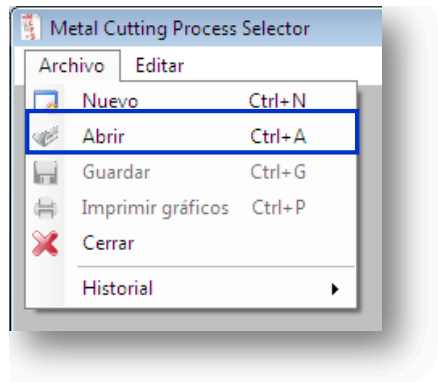 Metal Cutting Process Selector
Archivo Editar
Nuevo Ctrl+N
Abrir Ctrl+A
Guardar Ctrl+G
Imprimir gráficos Ctrl+P
Cerrar
Historial